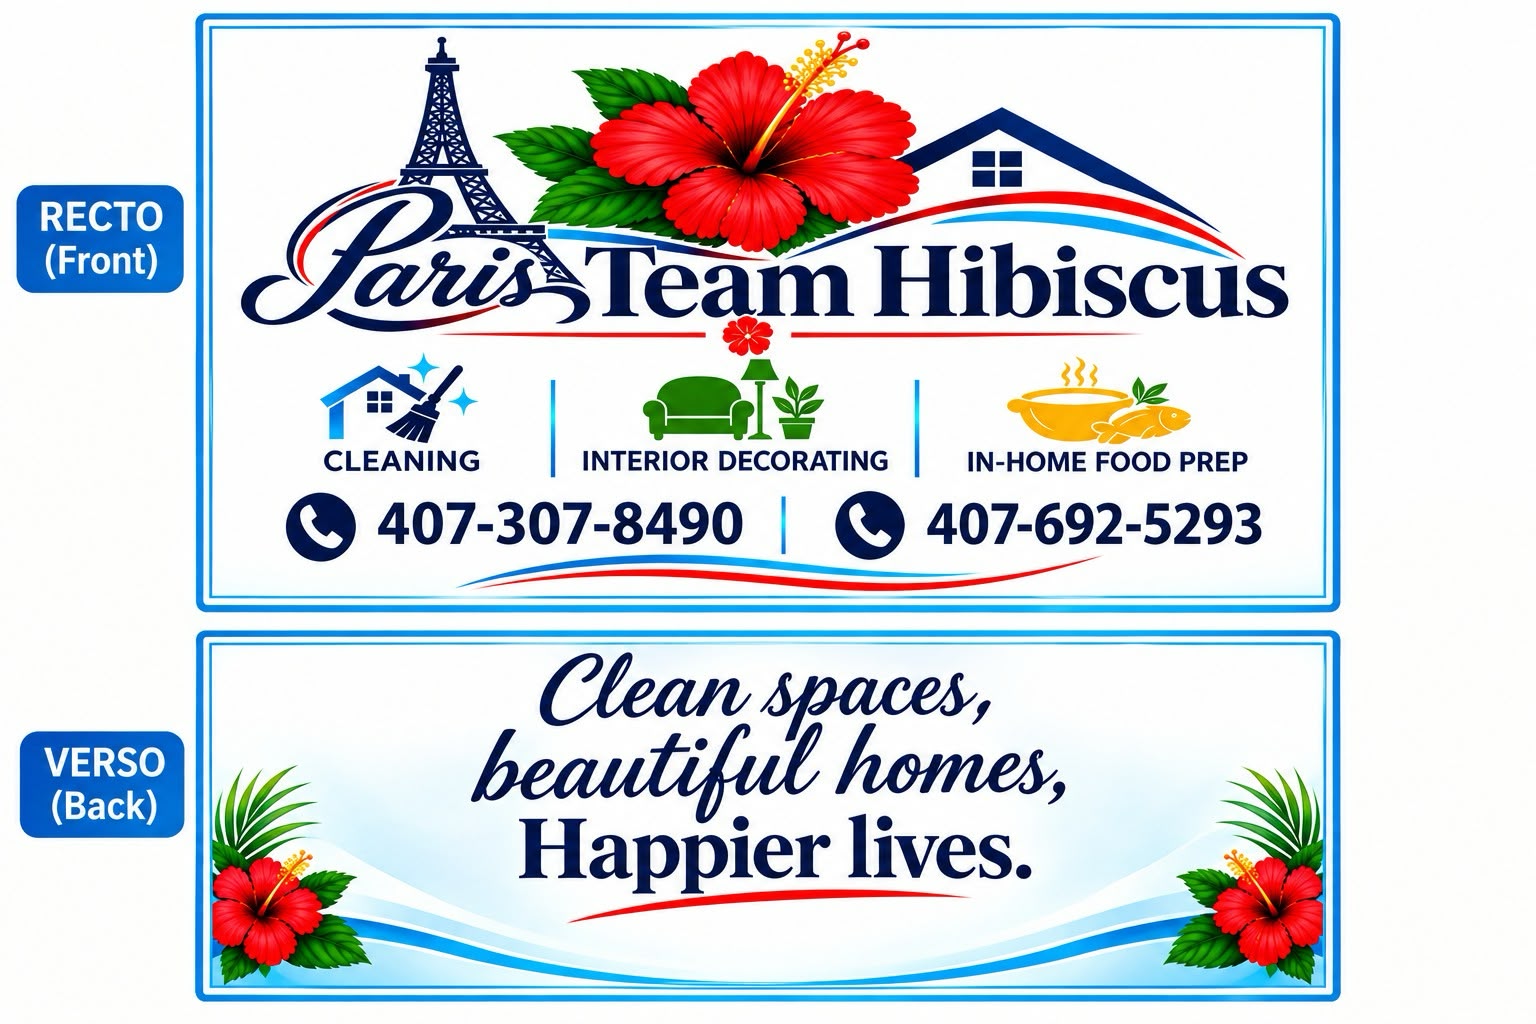 RECTO
(Front)
Paris Team Hibiscus
CLEANING
INTERIOR DECORATING
IN-HOME FOOD PREP
407-307-8490
407-692-5293
VERSO
(Back)
Clean spaces,
beautiful homes,
Happier lives.